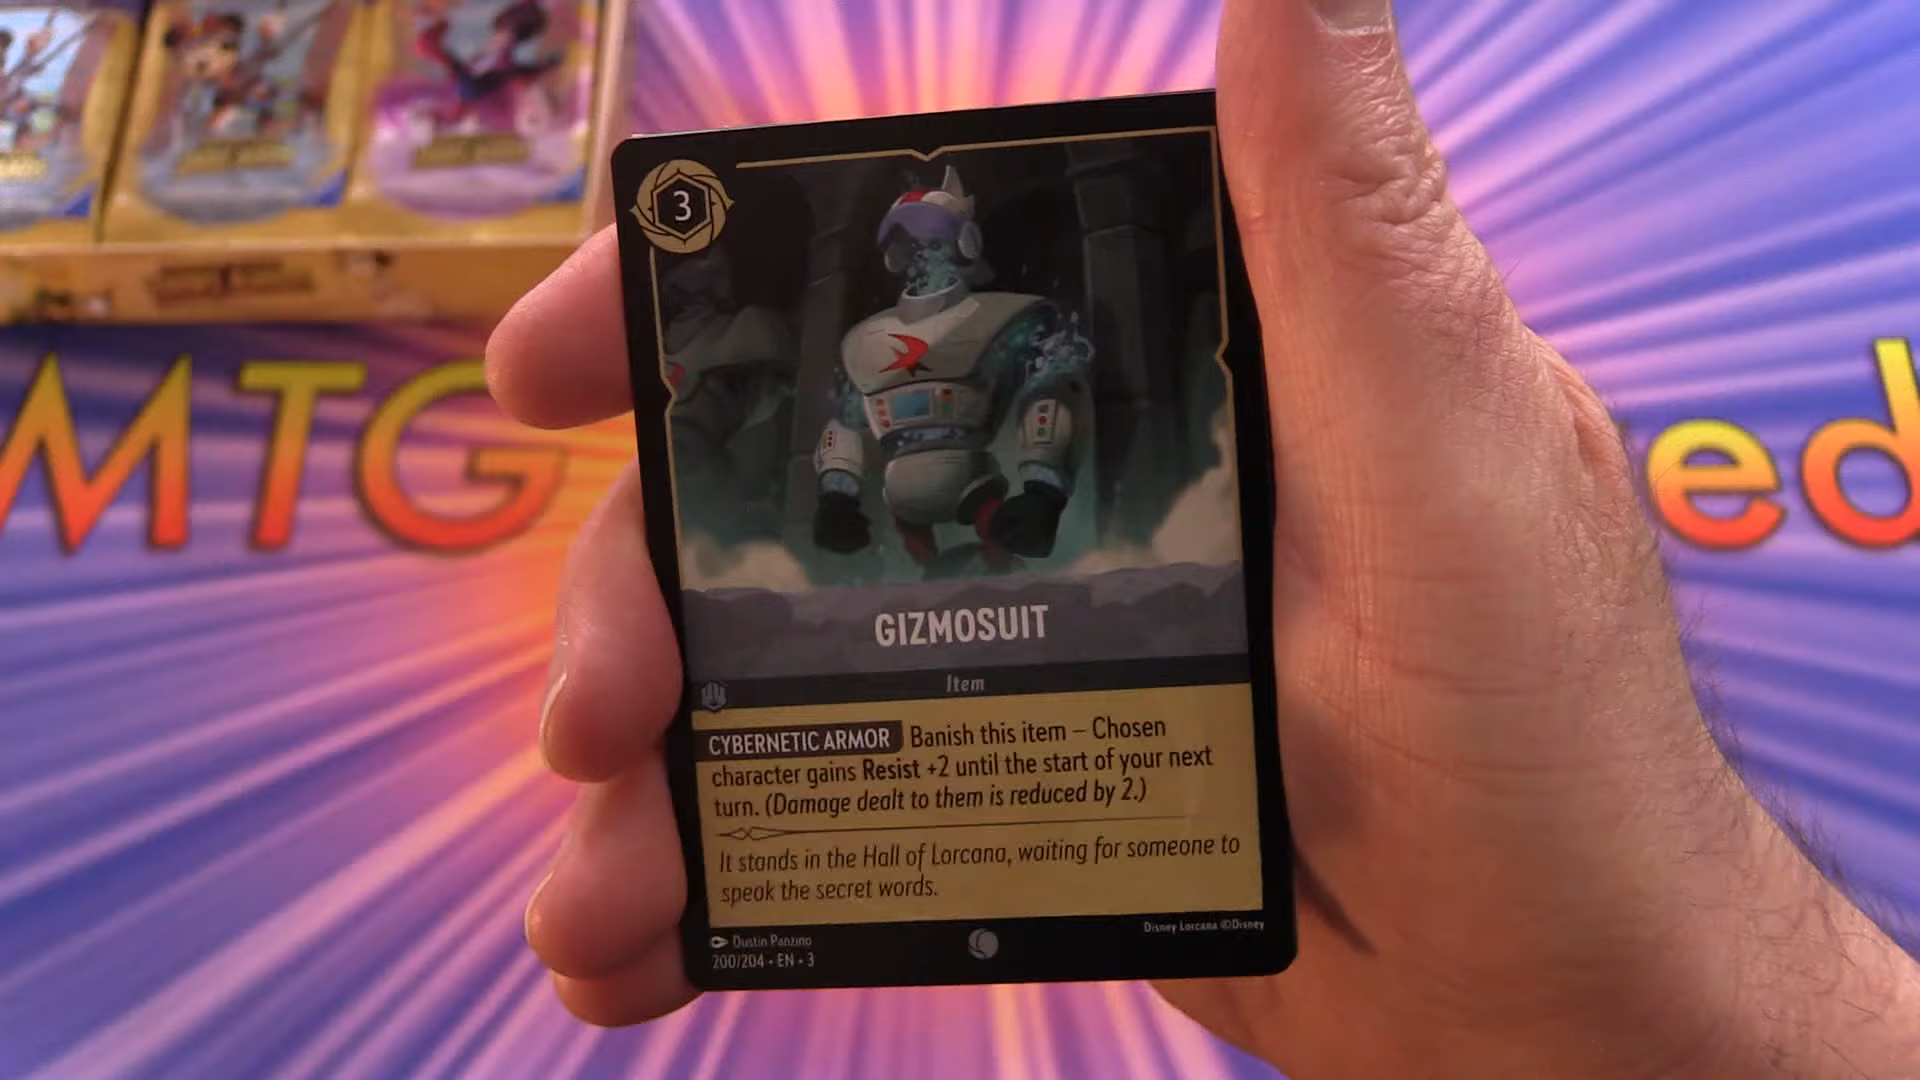 MTG
ed
3
GIZMOSUIT
Item
CYBERNETIC ARMOR Banish this item – Chosen
character gains Resist +2 until the start of your next
turn. (Damage dealt to them is reduced by 2.)
It stands in the Hall of Lorcana, waiting for someone to
speak the secret words.
Dustin Panzino
200/204 • EN • 3
Disney Lorcana ©Disney